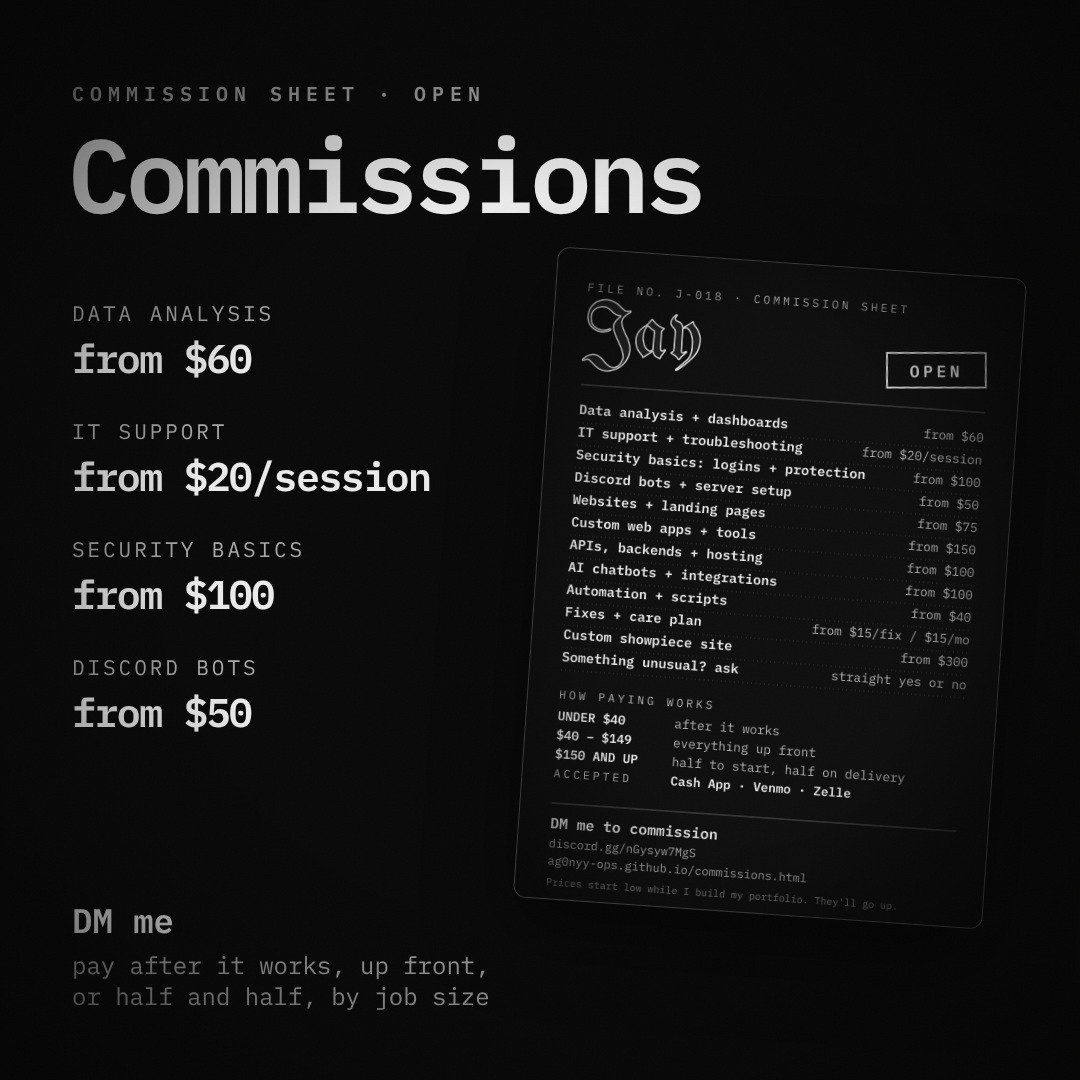 COMMISSION SHEET · OPEN
Commissions
DATA ANALYSIS
from $60
IT SUPPORT
from $20/session
SECURITY BASICS
from $100
DISCORD BOTS
from $50
DM me
pay after it works, up front,
or half and half, by job size
FILE NO. J-018 · COMMISSION SHEET
Jay
OPEN
Data analysis + dashboards from $60
IT support + troubleshooting from $20/session
Security basics: logins + protection from $100
Discord bots + server setup from $50
Websites + landing pages from $75
Custom web apps + tools from $150
APIs, backends + hosting from $100
AI chatbots + integrations from $100
Automation + scripts from $40
Fixes + care plan from $15/fix / $15/mo
Custom showpiece site from $300
Something unusual? ask straight yes or no
HOW PAYING WORKS
UNDER $40 after it works
$40 – $149 everything up front
$150 AND UP half to start, half on delivery
ACCEPTED Cash App · Venmo · Zelle
DM me to commission
discord.gg/nGysyw7MgS
ag0nyy-ops.github.io/commissions.html
Prices start low while I build my portfolio. They'll go up.